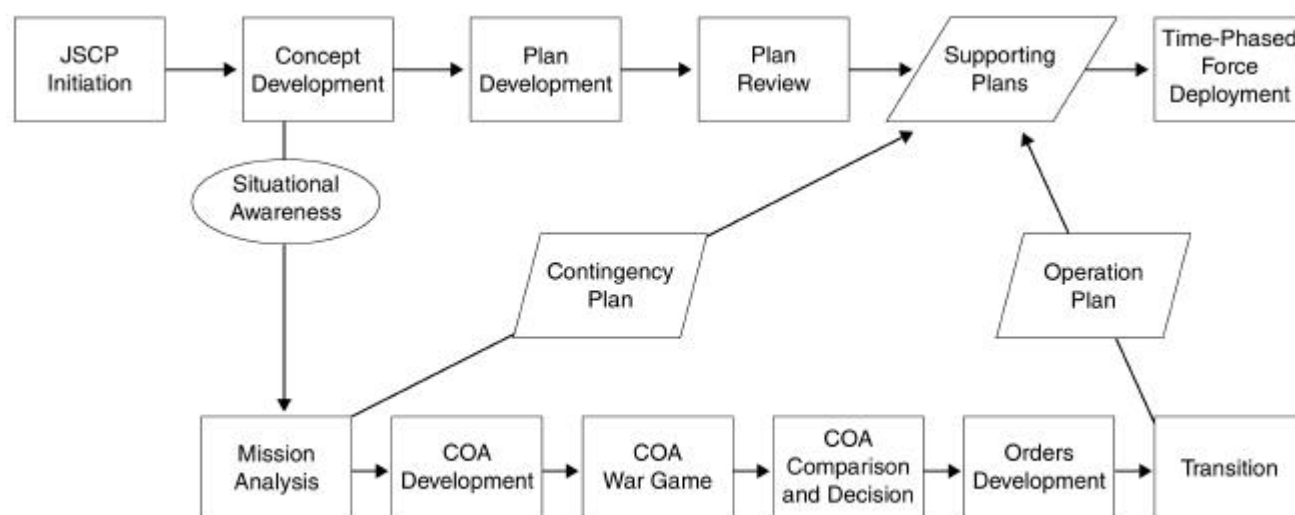 JSCP
Initiation
Concept
Development
Plan
Development
Plan
Review
Supporting
Plans
Time-Phased
Force
Deployment
Situational
Awareness
Contingency
Plan
Operation
Plan
Mission
Analysis
COA
Development
COA
War Game
COA
Comparison
and Decision
Orders
Development
Transition